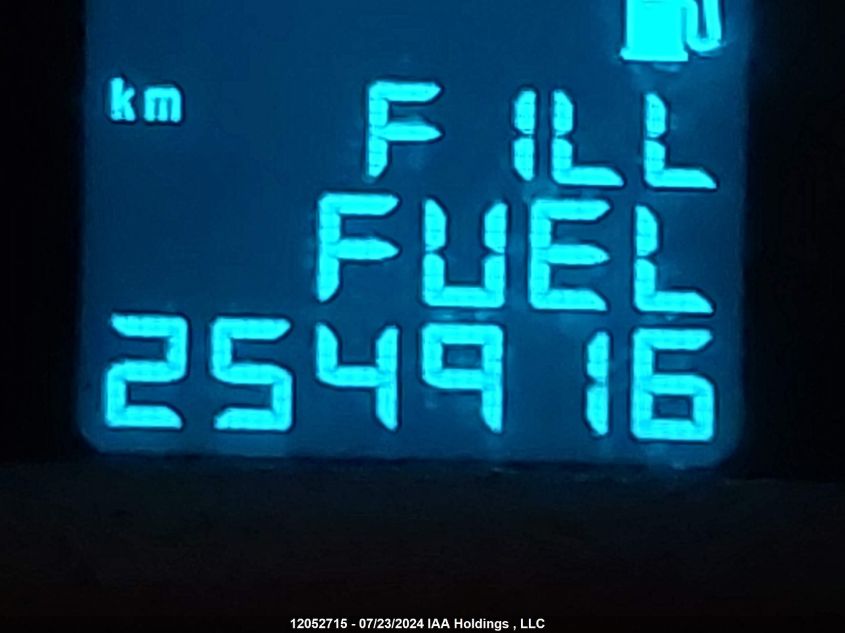 km FILL
FUEL
254916
12052715 - 07/23/2024 IAA Holdings , LLC